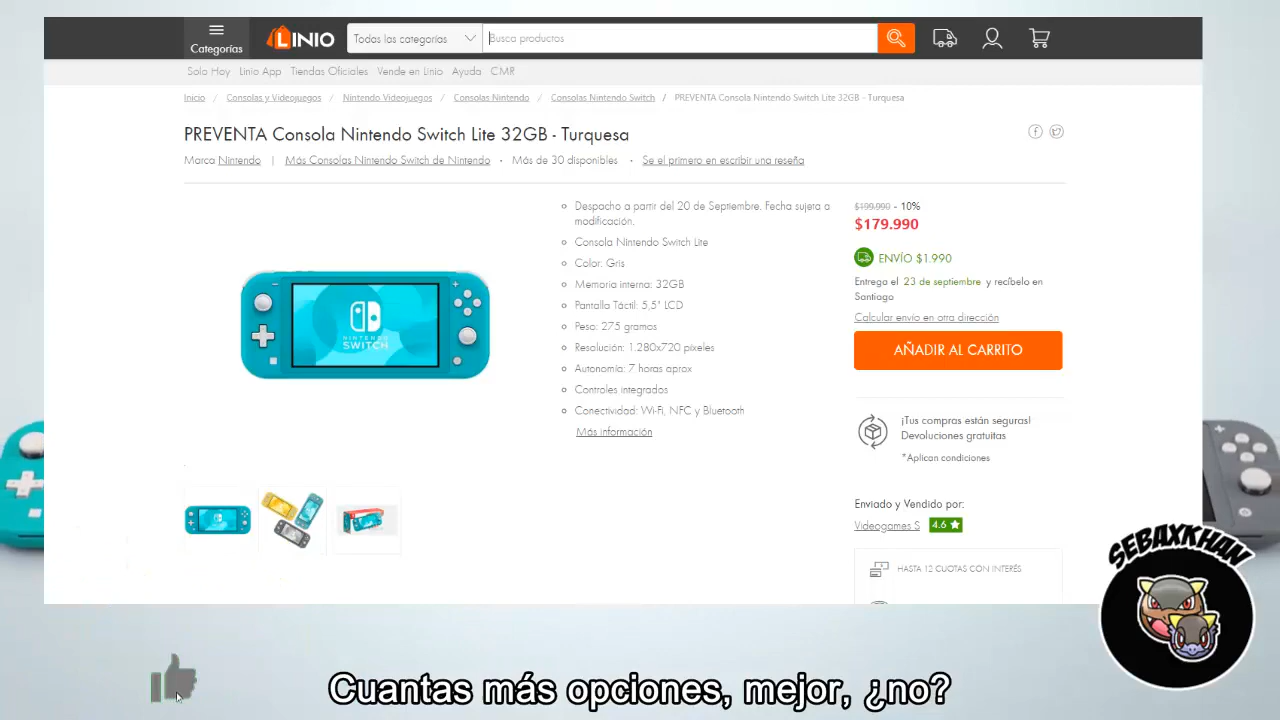 Categorías
LINIO
Todas las categorías
Busca productos
Solo Hoy Linio App Tiendas Oficiales Vende en Linio Ayuda CMR
Inicio / Consolas y Videojuegos / Nintendo Videojuegos / Consolas Nintendo / Consolas Nintendo Switch / PREVENTA Consola Nintendo Switch Lite 32GB - Turquesa
PREVENTA Consola Nintendo Switch Lite 32GB - Turquesa
Marca Nintendo | Más Consolas Nintendo Switch de Nintendo · Más de 30 disponibles · Se el primero en escribir una reseña
NINTENDO
SWITCH
Despacho a partir del 20 de Septiembre. Fecha sujeta a
modificación.
Consola Nintendo Switch Lite
Color: Gris
Memoria interna: 32GB
Pantalla Táctil: 5,5" LCD
Peso: 275 gramos
Resolución: 1.280x720 píxeles
Autonomía: 7 horas aprox
Controles integrados
Conectividad: Wi-Fi, NFC y Bluetooth
Más información
$199.990 - 10%
$179.990
ENVÍO $1.990
Entrega el 23 de septiembre y recíbelo en
Santiago
Calcular envío en otra dirección
AÑADIR AL CARRITO
¡Tus compras están seguras!
Devoluciones gratuitas
*Aplican condiciones
Enviado y Vendido por:
Videogames S 4.6
HASTA 12 CUOTAS CON INTERÉS
SEBAXKHAN
Cuantas más opciones, mejor, ¿no?